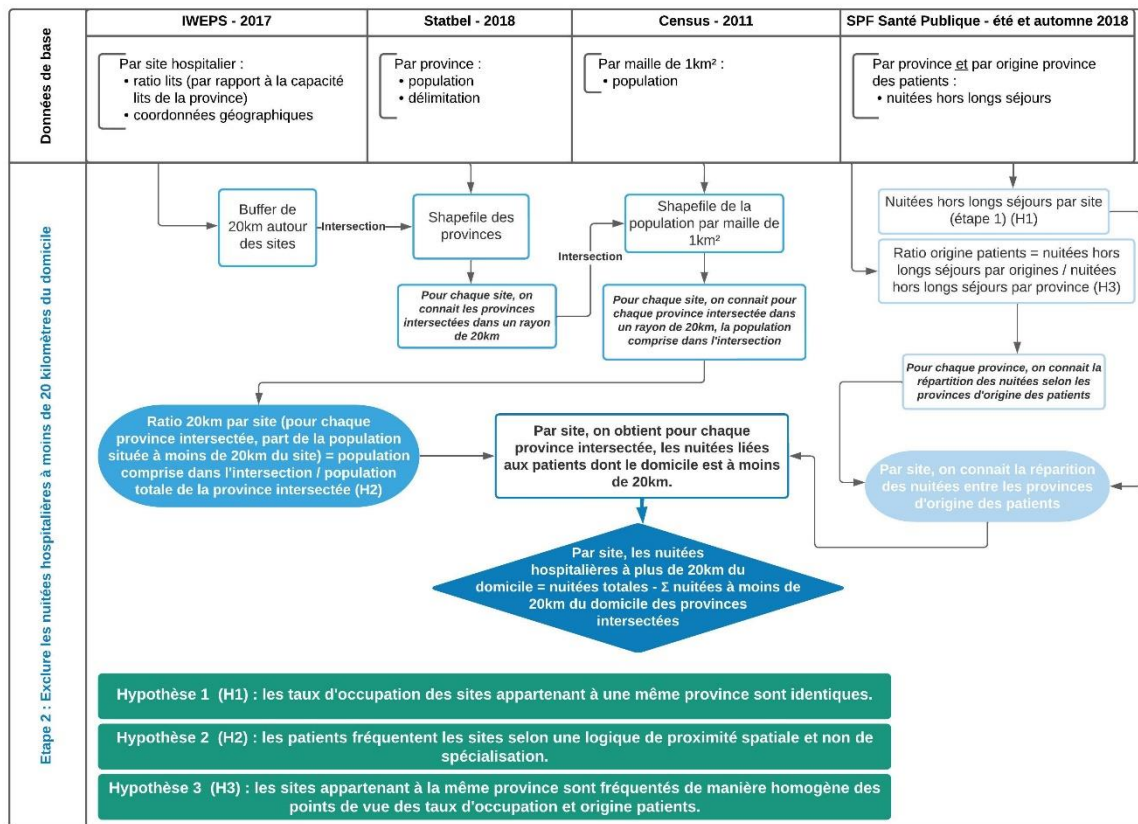 IWEPS - 2017
Statbel - 2018
Census - 2011
SPF Santé Publique - été et automne 2018
Données de base
Par site hospitalier :
• ratio lits (par rapport à la capacité
lits de la province)
• coordonnées géographiques
Par province :
• population
• délimitation
Par maille de 1km² :
• population
Par province et par origine province
des patients :
• nuitées hors longs séjours
Etape 2 : Exclure les nuitées hospitalières à moins de 20 kilomètres du domicile
Buffer de
20km autour
des sites
Intersection
Shapefile des
provinces
Intersection
Shapefile de la
population par maille de
1km²
Nuitées hors longs séjours par site
(étape 1) (H1)
Ratio origine patients = nuitées hors
longs séjours par origines / nuitées
hors longs séjours par province (H3)
Pour chaque site, on
connait les provinces
intersectées dans un rayon
de 20km
Pour chaque site, on connait pour
chaque province intersectée dans
un rayon de 20km, la population
comprise dans l'intersection
Pour chaque province, on connait la
répartition des nuitées selon les
provinces d'origine des patients
Ratio 20km par site (pour chaque
province intersectée, part de la population
située à moins de 20km du site) = population
comprise dans l'intersection / population
totale de la province intersectée (H2)
Par site, on obtient pour chaque
province intersectée, les nuitées liées
aux patients dont le domicile est à moins
de 20km.
Par site, on connait la répartition
des nuitées entre les provinces
d'origine des patients
Par site, les nuitées
hospitalières à plus de 20km du
domicile = nuitées totales - Σ nuitées à moins de
20km du domicile des provinces
intersectées
Hypothèse 1 (H1) : les taux d'occupation des sites appartenant à une même province sont identiques.
Hypothèse 2 (H2) : les patients fréquentent les sites selon une logique de proximité spatiale et non de
spécialisation.
Hypothèse 3 (H3) : les sites appartenant à la même province sont fréquentés de manière homogène des
points de vue des taux d'occupation et origine patients.